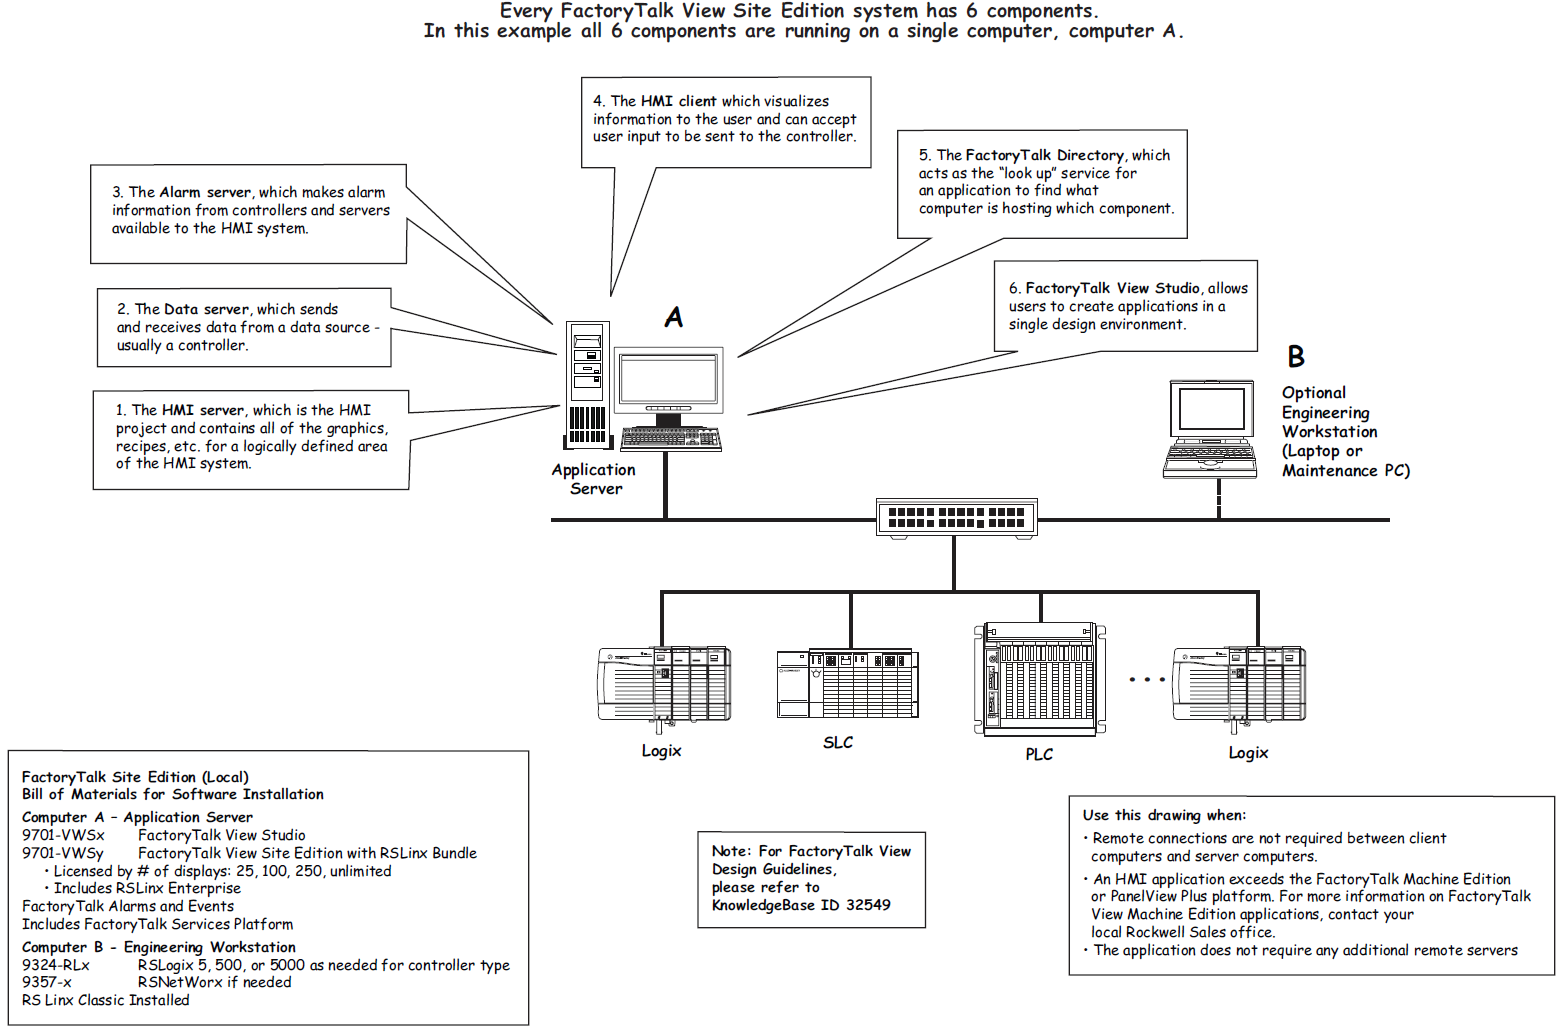 Every FactoryTalk View Site Edition system has 6 components.
In this example all 6 components are running on a single computer, computer A.
4. The HMI client which visualizes
information to the user and can accept
user input to be sent to the controller.
5. The FactoryTalk Directory, which
acts as the “look up” service for
an application to find what
computer is hosting which component.
3. The Alarm server, which makes alarm
information from controllers and servers
available to the HMI system.
6. FactoryTalk View Studio, allows
users to create applications in a
single design environment.
2. The Data server, which sends
and receives data from a data source -
usually a controller.
1. The HMI server, which is the HMI
project and contains all of the graphics,
recipes, etc. for a logically defined area
of the HMI system.
A
Application
Server
B
Optional
Engineering
Workstation
(Laptop or
Maintenance PC)
Logix
SLC
PLC
• • •
Logix
FactoryTalk Site Edition (Local)
Bill of Materials for Software Installation
Computer A – Application Server
9701-VWSx FactoryTalk View Studio
9701-VWSy FactoryTalk View Site Edition with RSLinx Bundle
• Licensed by # of displays: 25, 100, 250, unlimited
• Includes RSLinx Enterprise
FactoryTalk Alarms and Events
Includes FactoryTalk Services Platform
Computer B - Engineering Workstation
9324-RLx RSLogix 5, 500, or 5000 as needed for controller type
9357-x RSNetWorx if needed
RS Linx Classic Installed
Note: For FactoryTalk View
Design Guidelines,
please refer to
KnowledgeBase ID 32549
Use this drawing when:
• Remote connections are not required between client
computers and server computers.
• An HMI application exceeds the FactoryTalk Machine Edition
or PanelView Plus platform. For more information on FactoryTalk
View Machine Edition applications, contact your
local Rockwell Sales office.
• The application does not require any additional remote servers